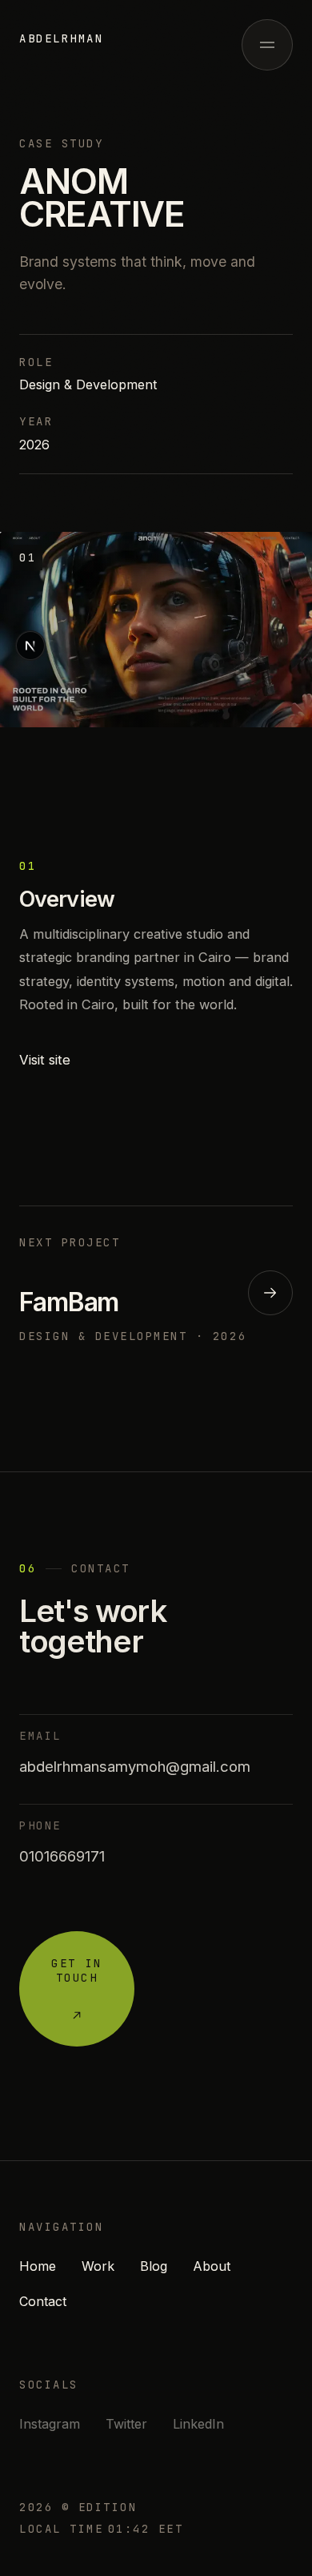 ABDELRHMAN
CASE STUDY
ANOM
CREATIVE
Brand systems that think, move and
evolve.
ROLE
Design & Development
YEAR
2026
01
N
ROOTED IN CAIRO
BUILT FOR THE
WORLD
01
Overview
A multidisciplinary creative studio and
strategic branding partner in Cairo — brand
strategy, identity systems, motion and digital.
Rooted in Cairo, built for the world.
Visit site
NEXT PROJECT
FamBam
→
DESIGN & DEVELOPMENT · 2026
06 — CONTACT
Let's work
together
EMAIL
abdelrhmansamymoh@gmail.com
PHONE
01016669171
GET IN
TOUCH
↗
NAVIGATION
Home Work Blog About
Contact
SOCIALS
Instagram Twitter LinkedIn
2026 © EDITION
LOCAL TIME 01:42 EET